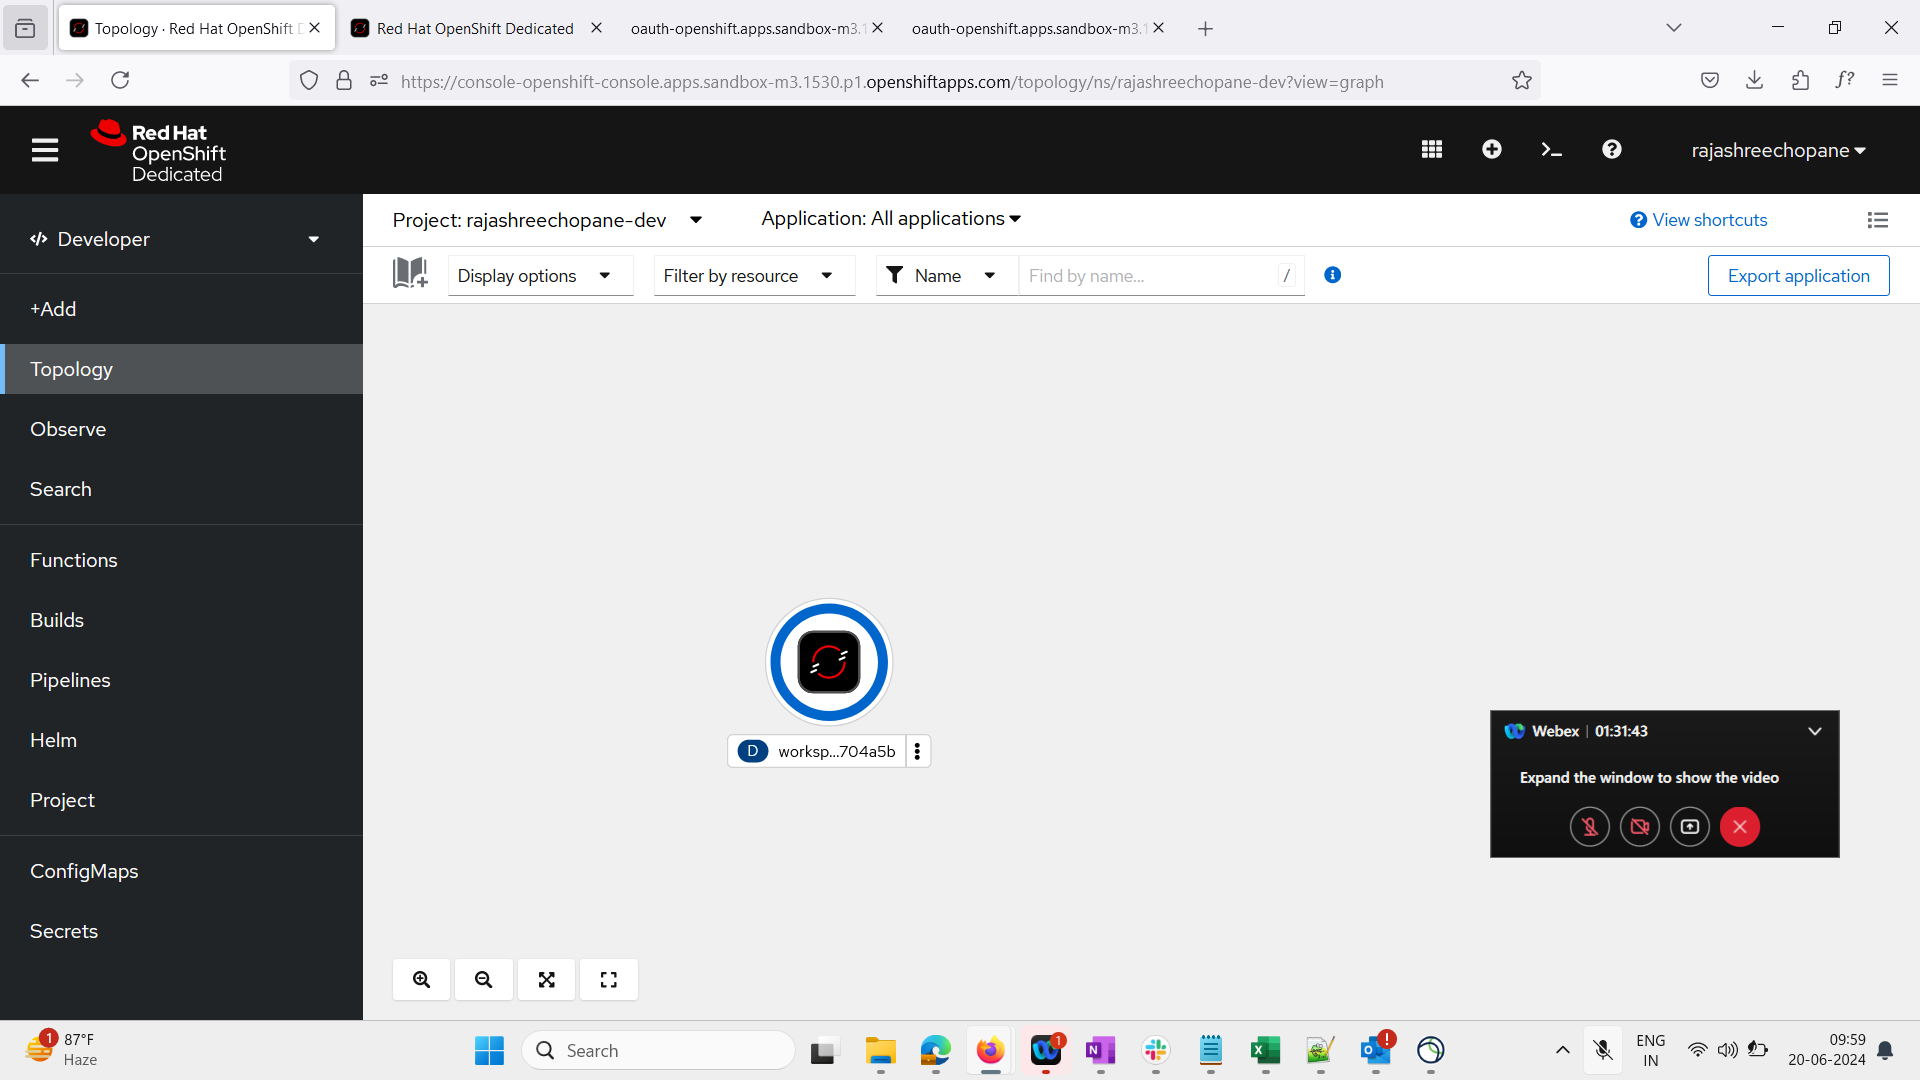 Topology · Red Hat OpenShift D
Red Hat OpenShift Dedicated
oauth-openshift.apps.sandbox-m3.1
oauth-openshift.apps.sandbox-m3.1
https://console-openshift-console.apps.sandbox-m3.1530.p1.openshiftapps.com/topology/ns/rajashreechopane-dev?view=graph
Red Hat
OpenShift
Dedicated
rajashreechopane
Developer
+Add
Topology
Observe
Search
Functions
Builds
Pipelines
Helm
Project
ConfigMaps
Secrets
Project: rajashreechopane-dev
Application: All applications
View shortcuts
Display options
Filter by resource
Name
Find by name...
/
Export application
D
worksp...704a5b
Webex | 01:31:43
Expand the window to show the video
1
87°F
Haze
Search
1
ENG
IN
09:59
20-06-2024